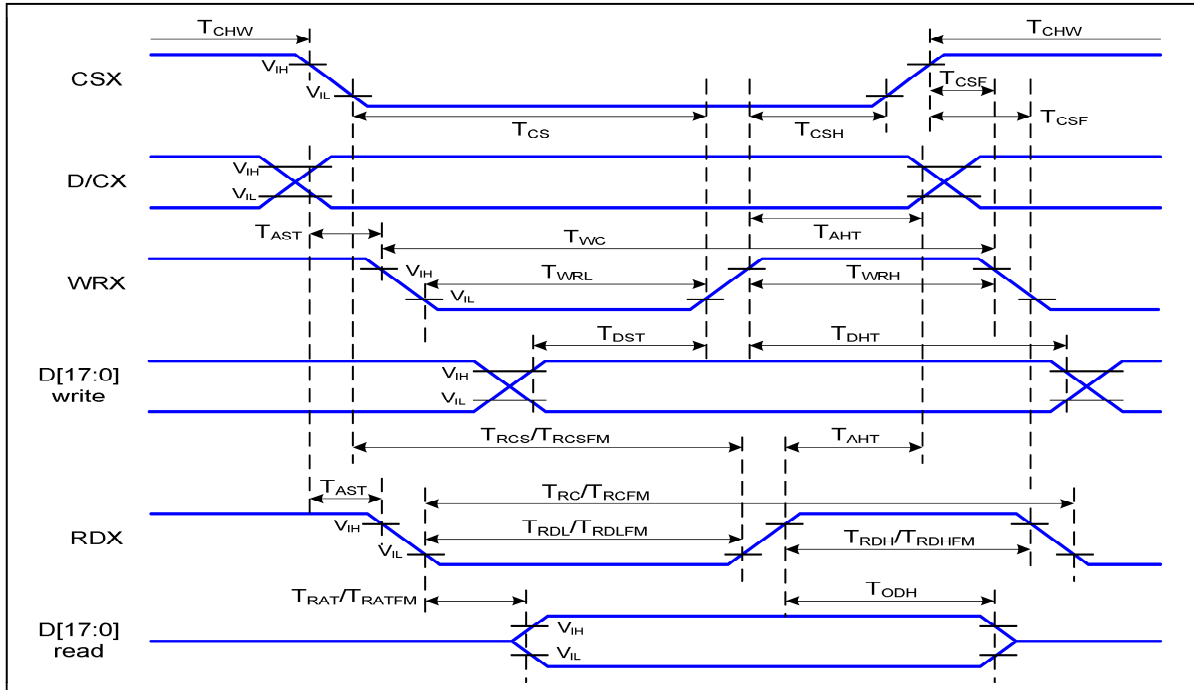 TCHW
TCHW
CSX
VIH
VIL
TCSF
TCS
TCSH
TCSF
D/CX
VIH
VIL
TAST
TWC
TAHT
WRX
VIH
VIL
TWRL
TWRH
TDST
TDHT
D[17:0]
write
VIH
VIL
TRCS/TRCSFM
TAHT
TAST
TRC/TRCFM
RDX
VIH
VIL
TRDL/TRDLFM
TRDH/TRDHFM
TRAT/TRATFM
TODH
D[17:0]
read
VIH
VIL